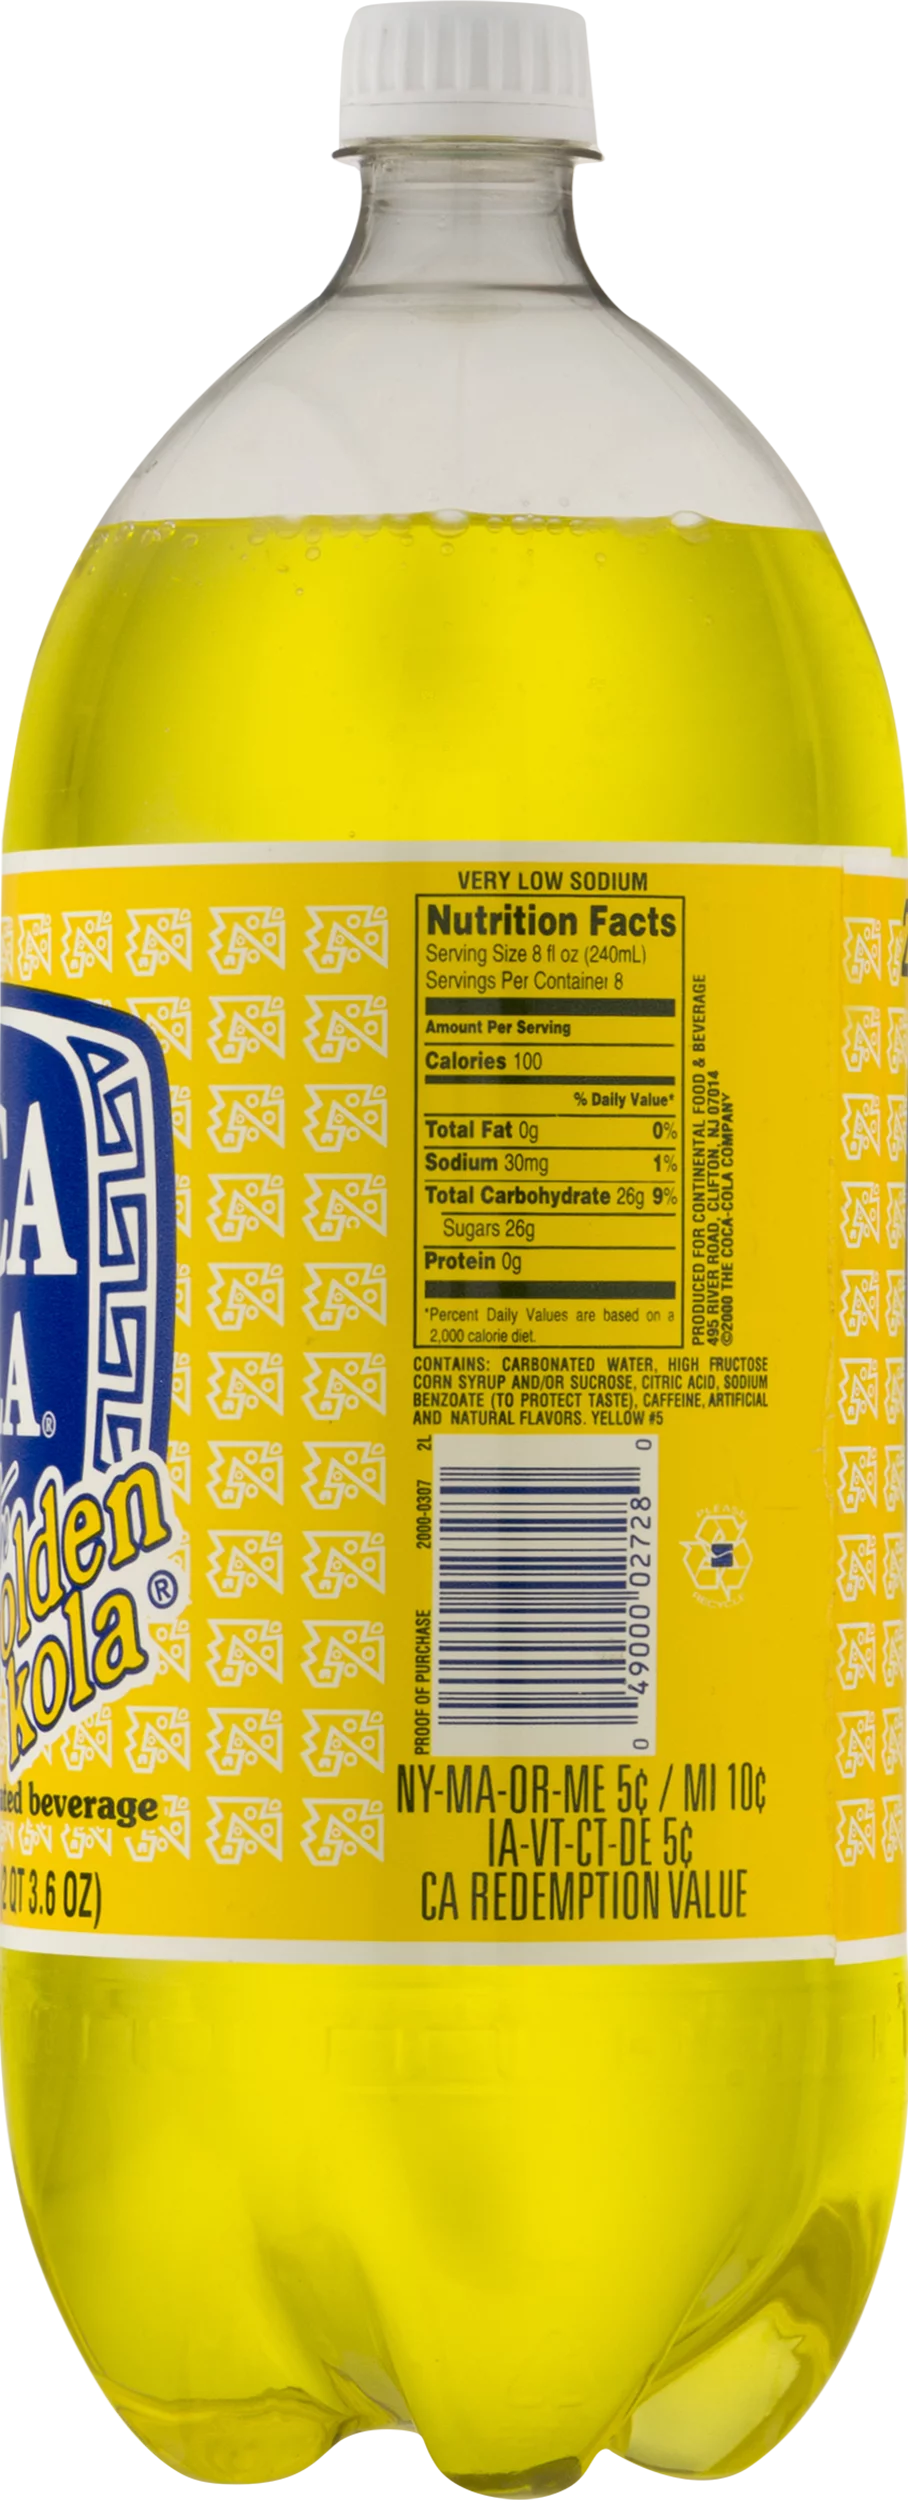 CA
A®
olden
kola®
beverage
2 QT 3.6 OZ)
VERY LOW SODIUM
Nutrition Facts
Serving Size 8 fl oz (240mL)
Servings Per Container 8
Amount Per Serving
Calories 100
% Daily Value*
Total Fat 0g 0%
Sodium 30mg 1%
Total Carbohydrate 26g 9%
Sugars 26g
Protein 0g
*Percent Daily Values are based on a
2,000 calorie diet.
PRODUCED FOR CONTINENTAL FOOD & BEVERAGE
495 RIVER ROAD, CLIFTON, NJ 07014
©2000 THE COCA-COLA COMPANY
CONTAINS: CARBONATED WATER, HIGH FRUCTOSE
CORN SYRUP AND/OR SUCROSE, CITRIC ACID, SODIUM
BENZOATE (TO PROTECT TASTE), CAFFEINE, ARTIFICIAL
AND NATURAL FLAVORS. YELLOW #5
PROOF OF PURCHASE 2000-0307 2L
0 49000 02728 0
PLEASE
RECYCLE
NY-MA-OR-ME 5¢ / MI 10¢
IA-VT-CT-DE 5¢
CA REDEMPTION VALUE